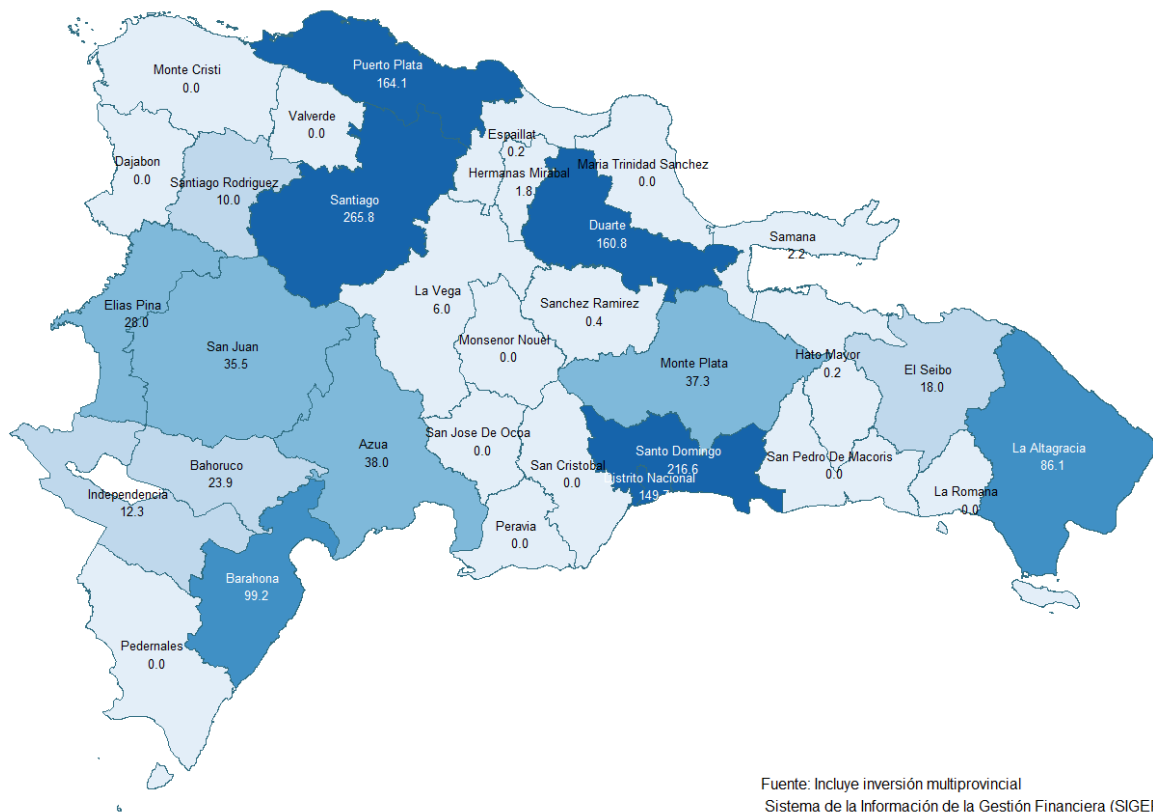 Puerto Plata
164.1
Monte Cristi
0.0
Valverde
0.0
Espaillat
0.2
Dajabon
0.0
Santiago Rodriguez
10.0
Hermanas Mirabal
1.8
Maria Trinidad Sanchez
0.0
Santiago
265.8
Duarte
160.8
Samana
2.2
La Vega
6.0
Sanchez Ramirez
0.4
Elias Pina
28.0
San Juan
35.5
Monsenor Nouel
0.0
Monte Plata
37.3
Hato Mayor
0.2
El Seibo
18.0
Azua
38.0
San Jose De Ocoa
0.0
San Cristobal
0.0
Santo Domingo
216.6
Distrito Nacional
149.7
San Pedro De Macoris
0.0
La Altagracia
86.1
La Romana
0.0
Bahoruco
23.9
Independencia
12.3
Peravia
0.0
Barahona
99.2
Pedernales
0.0
Fuente: Incluye inversión multiprovincial
Sistema de la Información de la Gestión Financiera